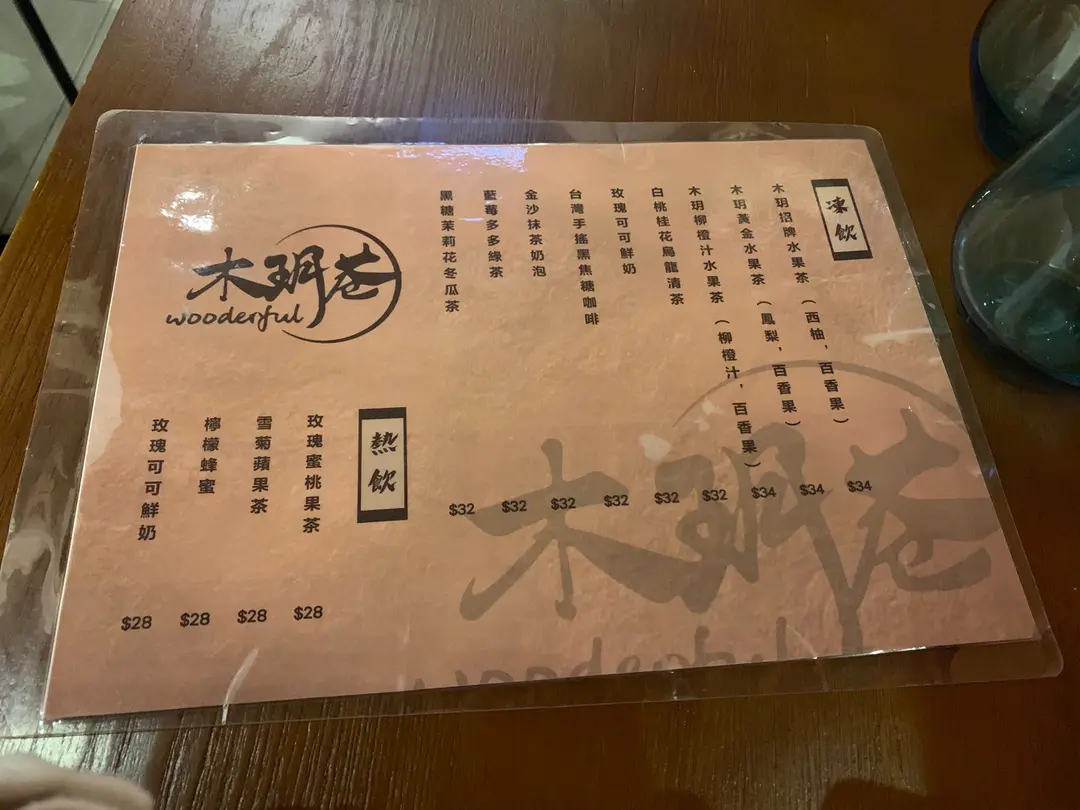 凍飲
木玥招牌水果茶（西柚，百香果） $34
木玥黃金水果茶（鳳梨，百香果） $34
木玥柳橙汁水果茶（柳橙汁，百香果） $34
白桃桂花烏龍清茶 $32
玫瑰可可鮮奶 $32
台灣手搖黑焦糖咖啡 $32
金沙抹茶奶泡 $32
藍莓多多綠茶 $32
黑糖茉莉花冬瓜茶 $32
木玥巷
wooderful
熱飲
玫瑰蜜桃果茶 $28
雪菊蘋果茶 $28
檸檬蜂蜜 $28
玫瑰可可鮮奶 $28
木玥巷
wooderful